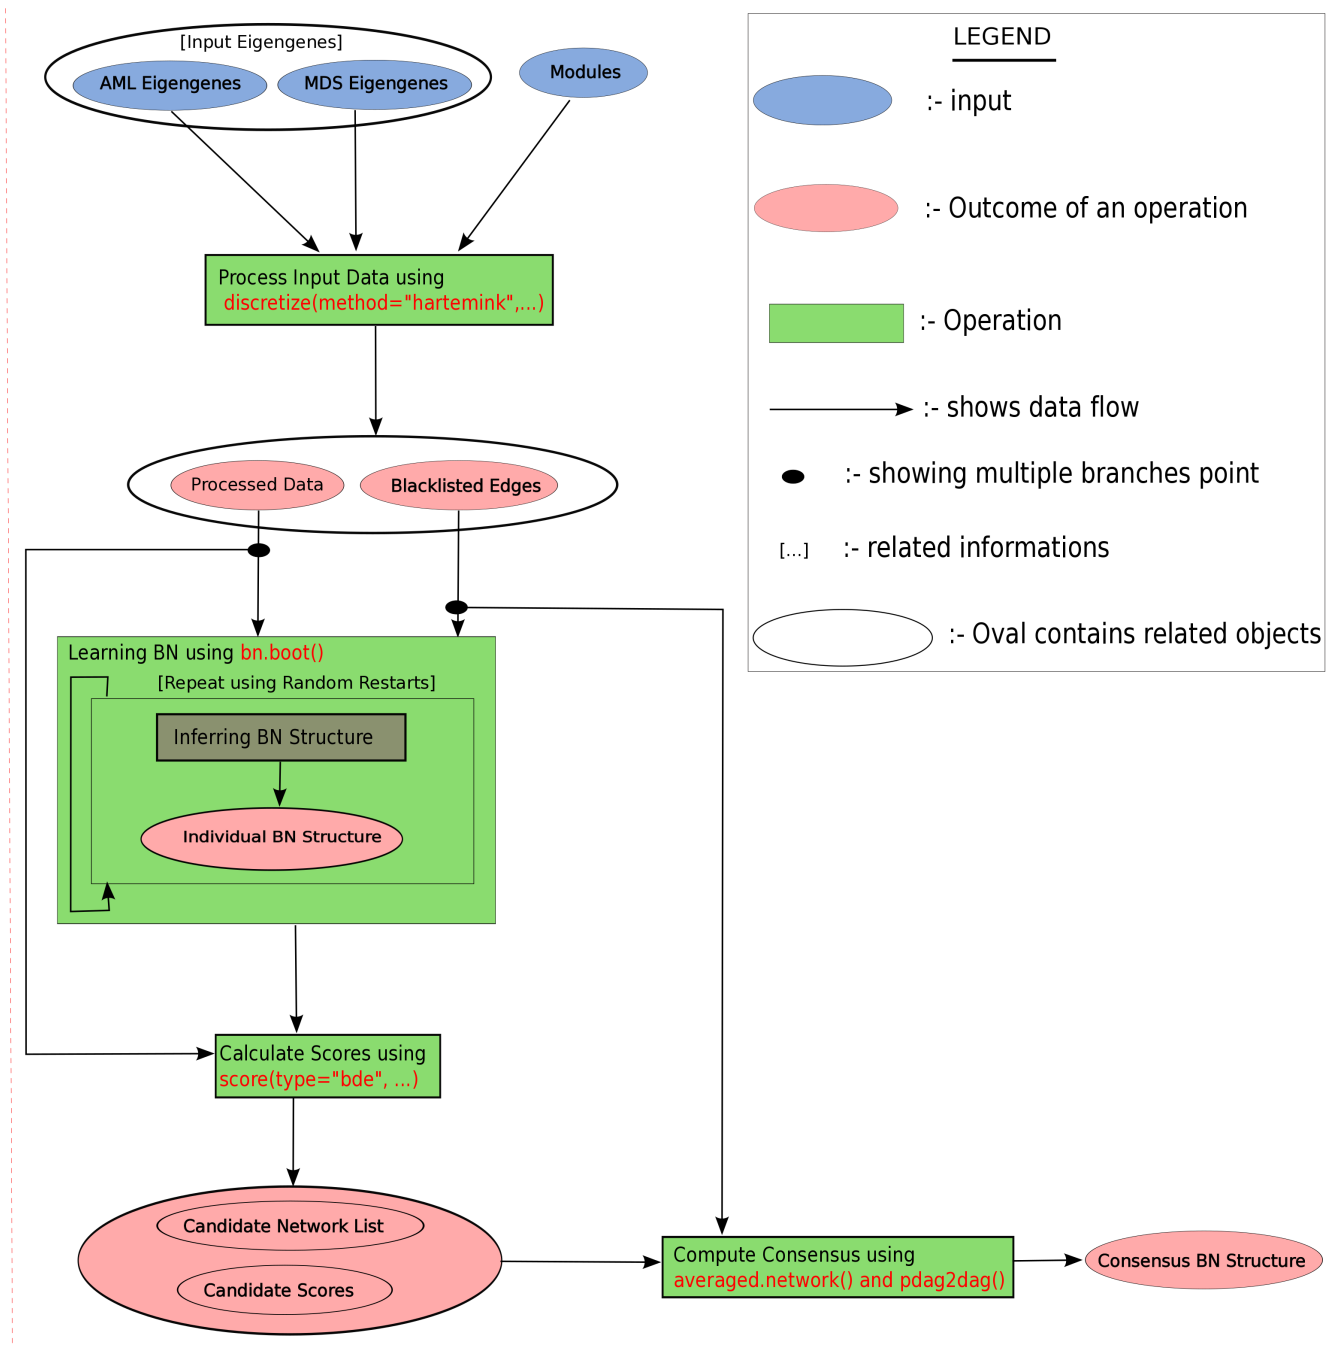 [Input Eigengenes]
AML Eigengenes
MDS Eigengenes
Modules
Process Input Data using
discretize(method="hartemink",...)
Processed Data
Blacklisted Edges
Learning BN using bn.boot()
[Repeat using Random Restarts]
Inferring BN Structure
Individual BN Structure
Calculate Scores using
score(type="bde", ...)
Candidate Network List
Candidate Scores
Compute Consensus using
averaged.network() and pdag2dag()
Consensus BN Structure
LEGEND
:- input
:- Outcome of an operation
:- Operation
:- shows data flow
:- showing multiple branches point
[...] :- related informations
:- Oval contains related objects